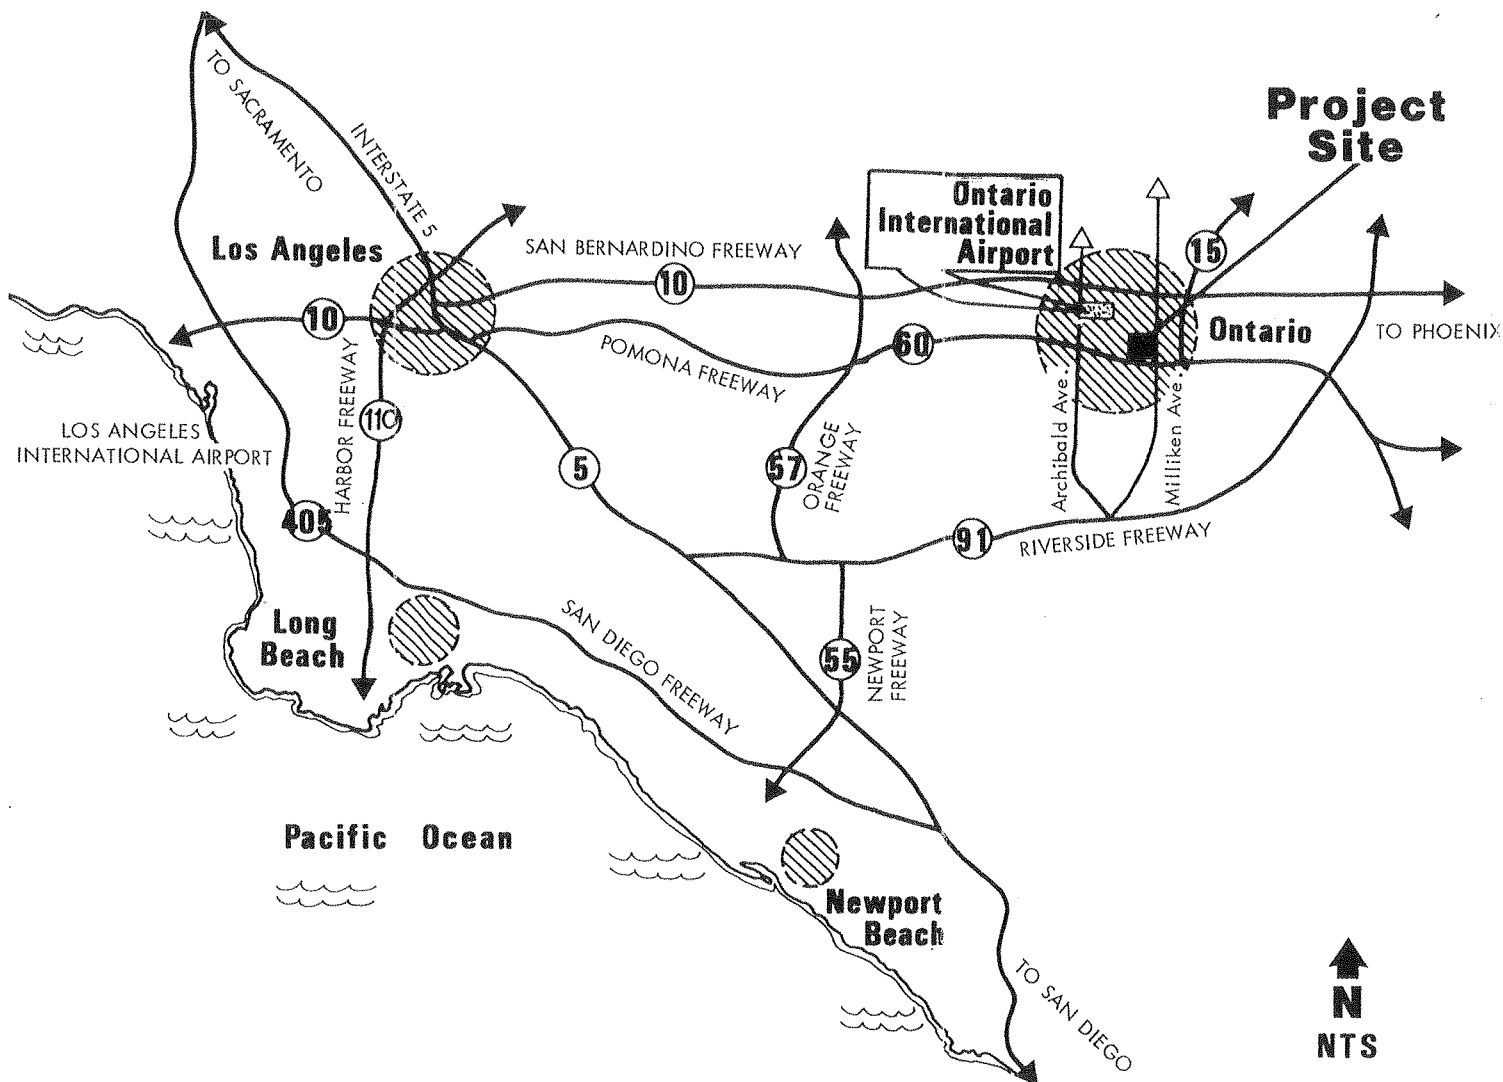 Project
Site
TO SACRAMENTO
INTERSTATE 5
Ontario
International
Airport
15
Los Angeles
SAN BERNARDINO FREEWAY
10
10
60
Ontario
TO PHOENIX
POMONA FREEWAY
HARBOR FREEWAY
110
LOS ANGELES
INTERNATIONAL AIRPORT
5
57
ORANGE
FREEWAY
Archibald Ave.
Milliken Ave.
405
91
RIVERSIDE FREEWAY
Long
Beach
SAN DIEGO FREEWAY
55
NEWPORT
FREEWAY
Pacific Ocean
Newport
Beach
TO SAN DIEGO
N
NTS